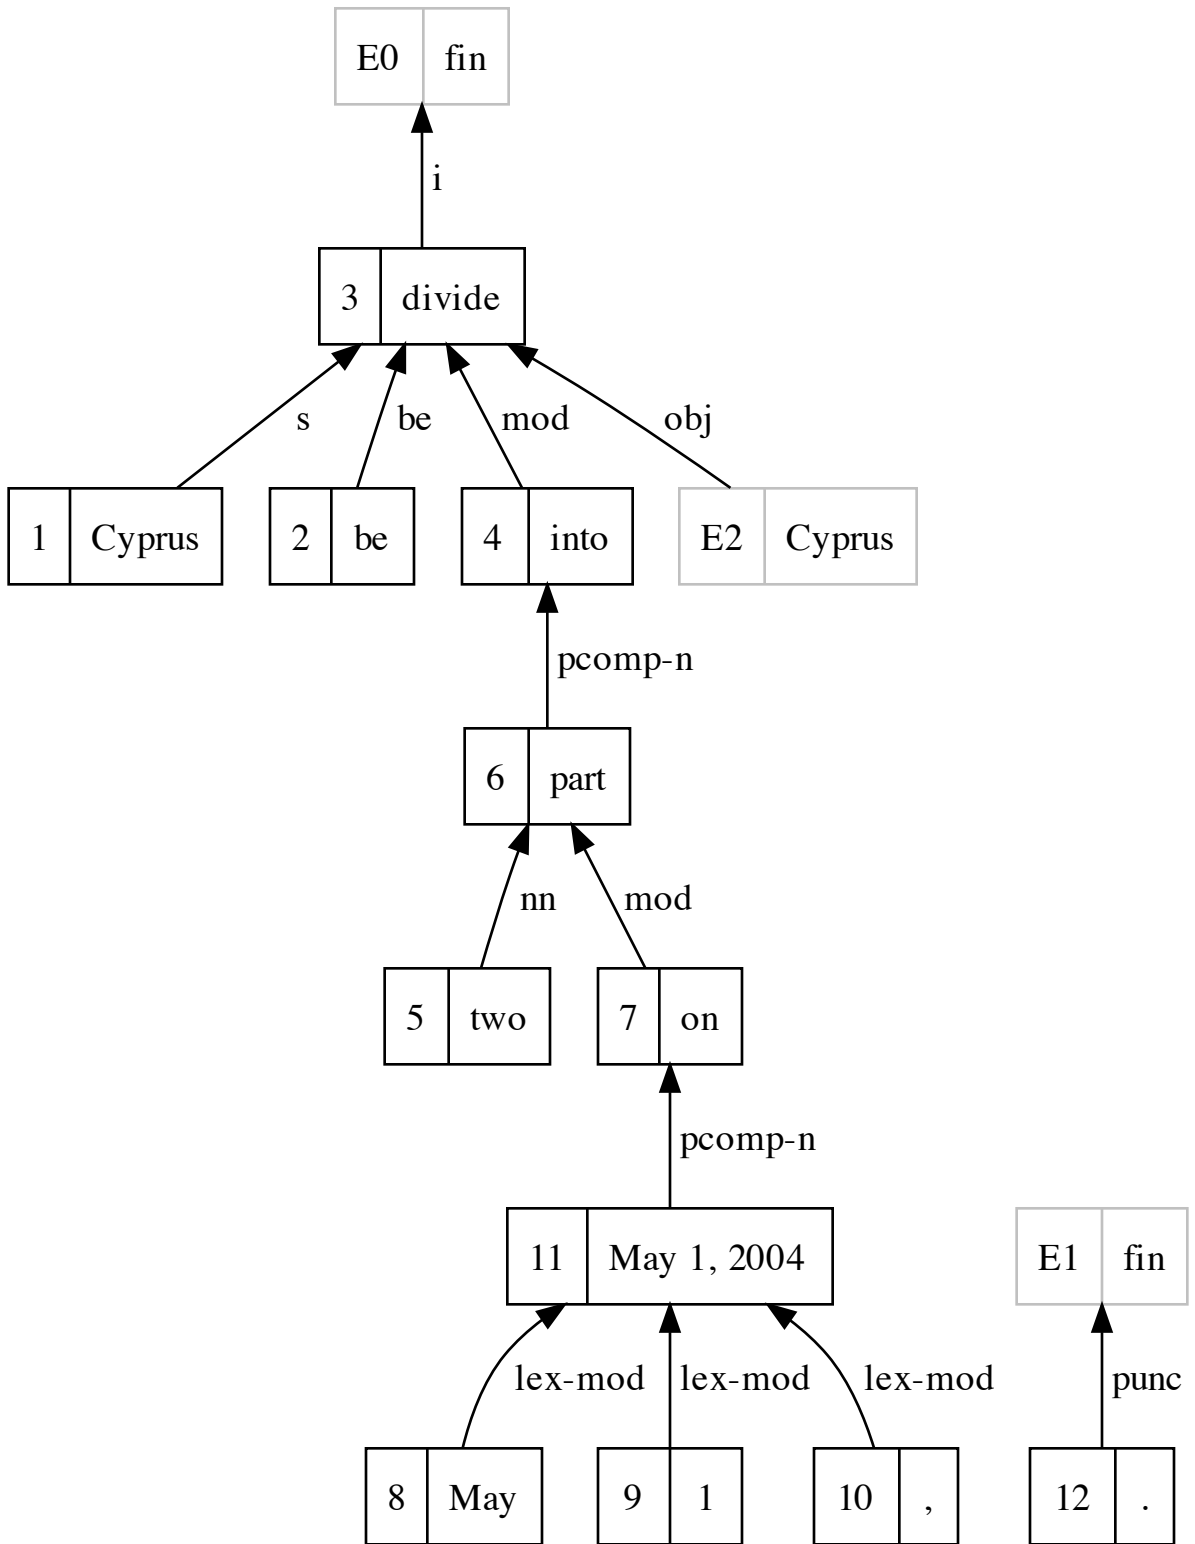 E0 fin
i
3 divide
s be mod obj
1 Cyprus 2 be 4 into E2 Cyprus
pcomp-n
6 part
nn mod
5 two 7 on
pcomp-n
11 May 1, 2004 E1 fin
lex-mod lex-mod lex-mod punc
8 May 9 1 10 , 12 .